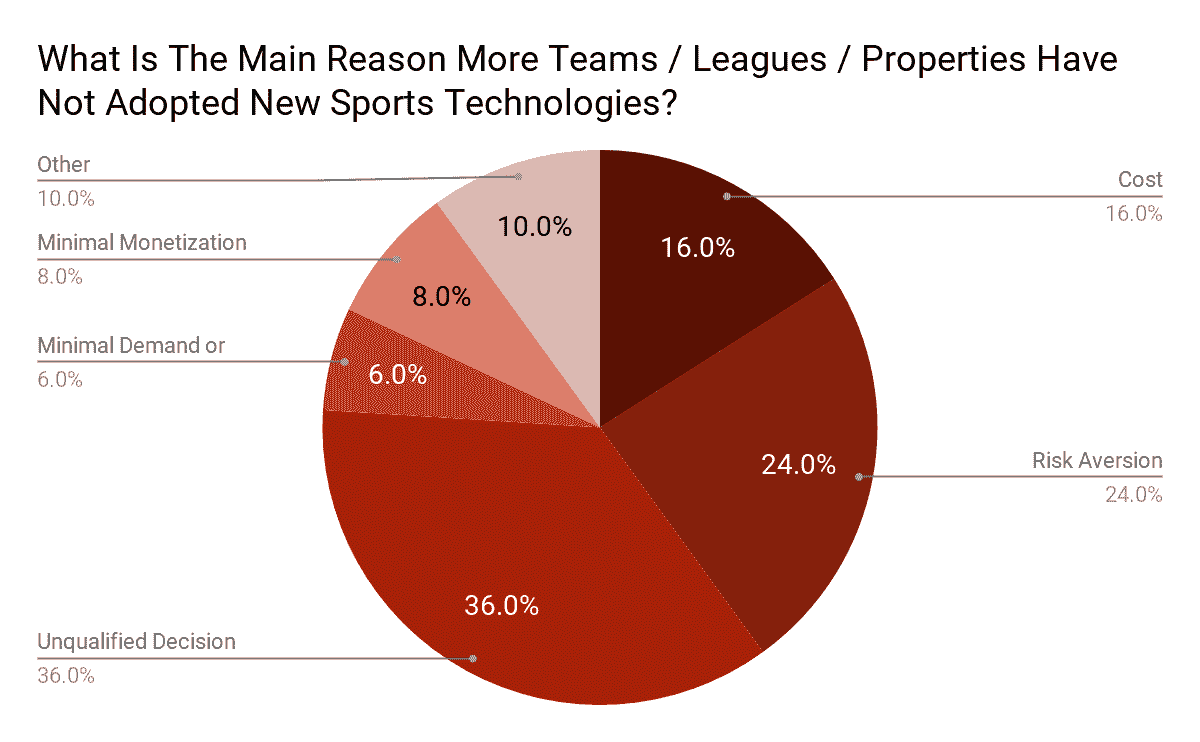 What Is The Main Reason More Teams / Leagues / Properties Have
Not Adopted New Sports Technologies?
Other
10.0%
Minimal Monetization
8.0%
Minimal Demand or
6.0%
Unqualified Decision
36.0%
Cost
16.0%
Risk Aversion
24.0%
10.0%
16.0%
8.0%
6.0%
24.0%
36.0%